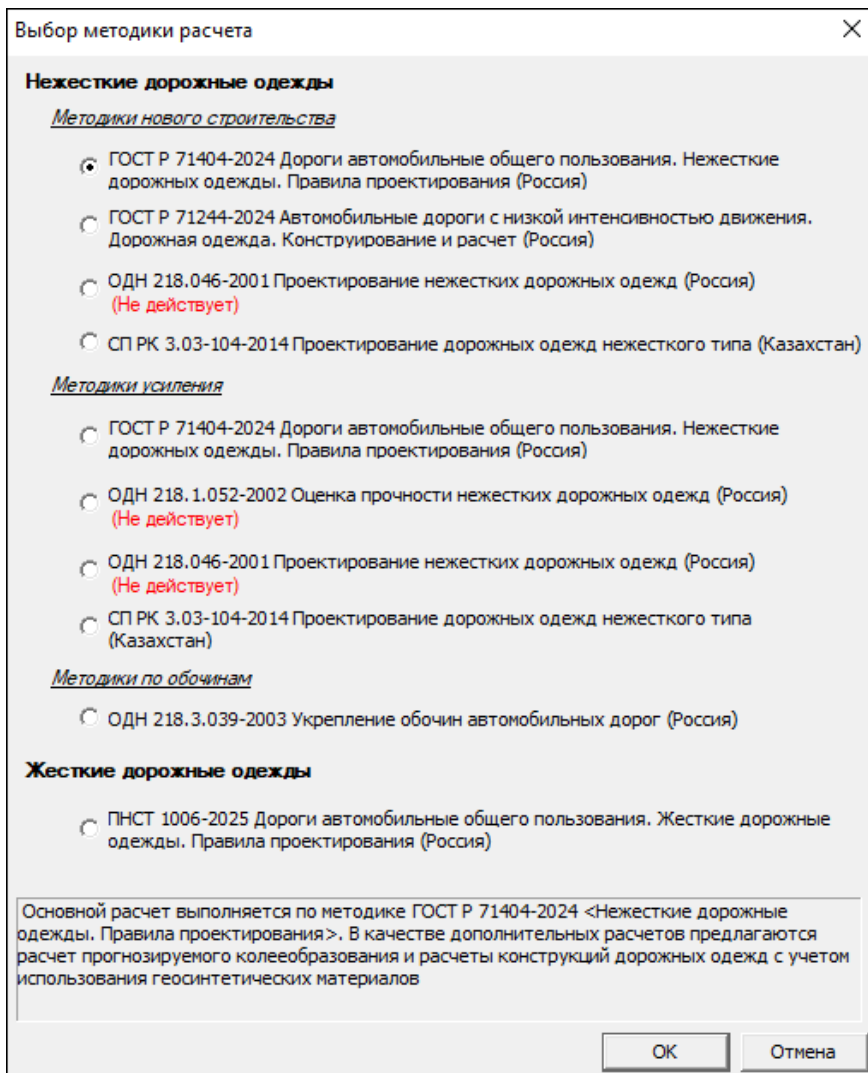 Выбор методики расчета
Нежесткие дорожные одежды
Методики нового строительства
ГОСТ Р 71404-2024 Дороги автомобильные общего пользования. Нежесткие
дорожных одежды. Правила проектирования (Россия)
ГОСТ Р 71244-2024 Автомобильные дороги с низкой интенсивностью движения.
Дорожная одежда. Конструирование и расчет (Россия)
ОДН 218.046-2001 Проектирование нежестких дорожных одежд (Россия)
(Не действует)
СП РК 3.03-104-2014 Проектирование дорожных одежд нежесткого типа (Казахстан)
Методики усиления
ГОСТ Р 71404-2024 Дороги автомобильные общего пользования. Нежесткие
дорожных одежды. Правила проектирования (Россия)
ОДН 218.1.052-2002 Оценка прочности нежестких дорожных одежд (Россия)
(Не действует)
ОДН 218.046-2001 Проектирование нежестких дорожных одежд (Россия)
(Не действует)
СП РК 3.03-104-2014 Проектирование дорожных одежд нежесткого типа
(Казахстан)
Методики по обочинам
ОДН 218.3.039-2003 Укрепление обочин автомобильных дорог (Россия)
Жесткие дорожные одежды
ПНСТ 1006-2025 Дороги автомобильные общего пользования. Жесткие дорожные
одежды. Правила проектирования (Россия)
Основной расчет выполняется по методике ГОСТ Р 71404-2024 <Нежесткие дорожные
одежды. Правила проектирования>. В качестве дополнительных расчетов предлагаются
расчет прогнозируемого колееобразования и расчеты конструкций дорожных одежд с учетом
использования геосинтетических материалов
ОК
Отмена